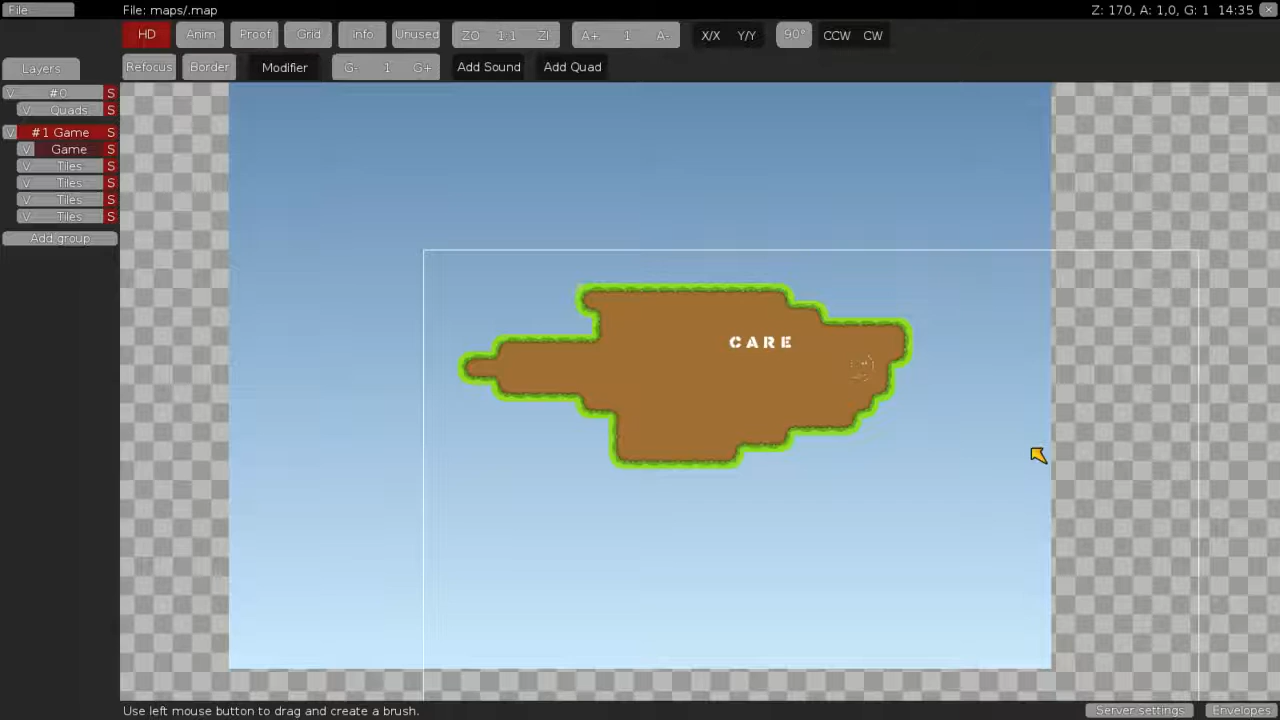 File File: maps/.map Z: 170, A: 1,0, G: 1 14:35 ×
HD Anim Proof Grid Info Unused ZO 1:1 ZI A+ 1 A- X/X Y/Y 90° CCW CW
Layers Refocus Border Modifier G- 1 G+ Add Sound Add Quad
V #0 S
V Quads S
V #1 Game S
V Game S
V Tiles S
V Tiles S
V Tiles S
V Tiles S
Add group
CARE
Use left mouse button to drag and create a brush. Server settings Envelopes